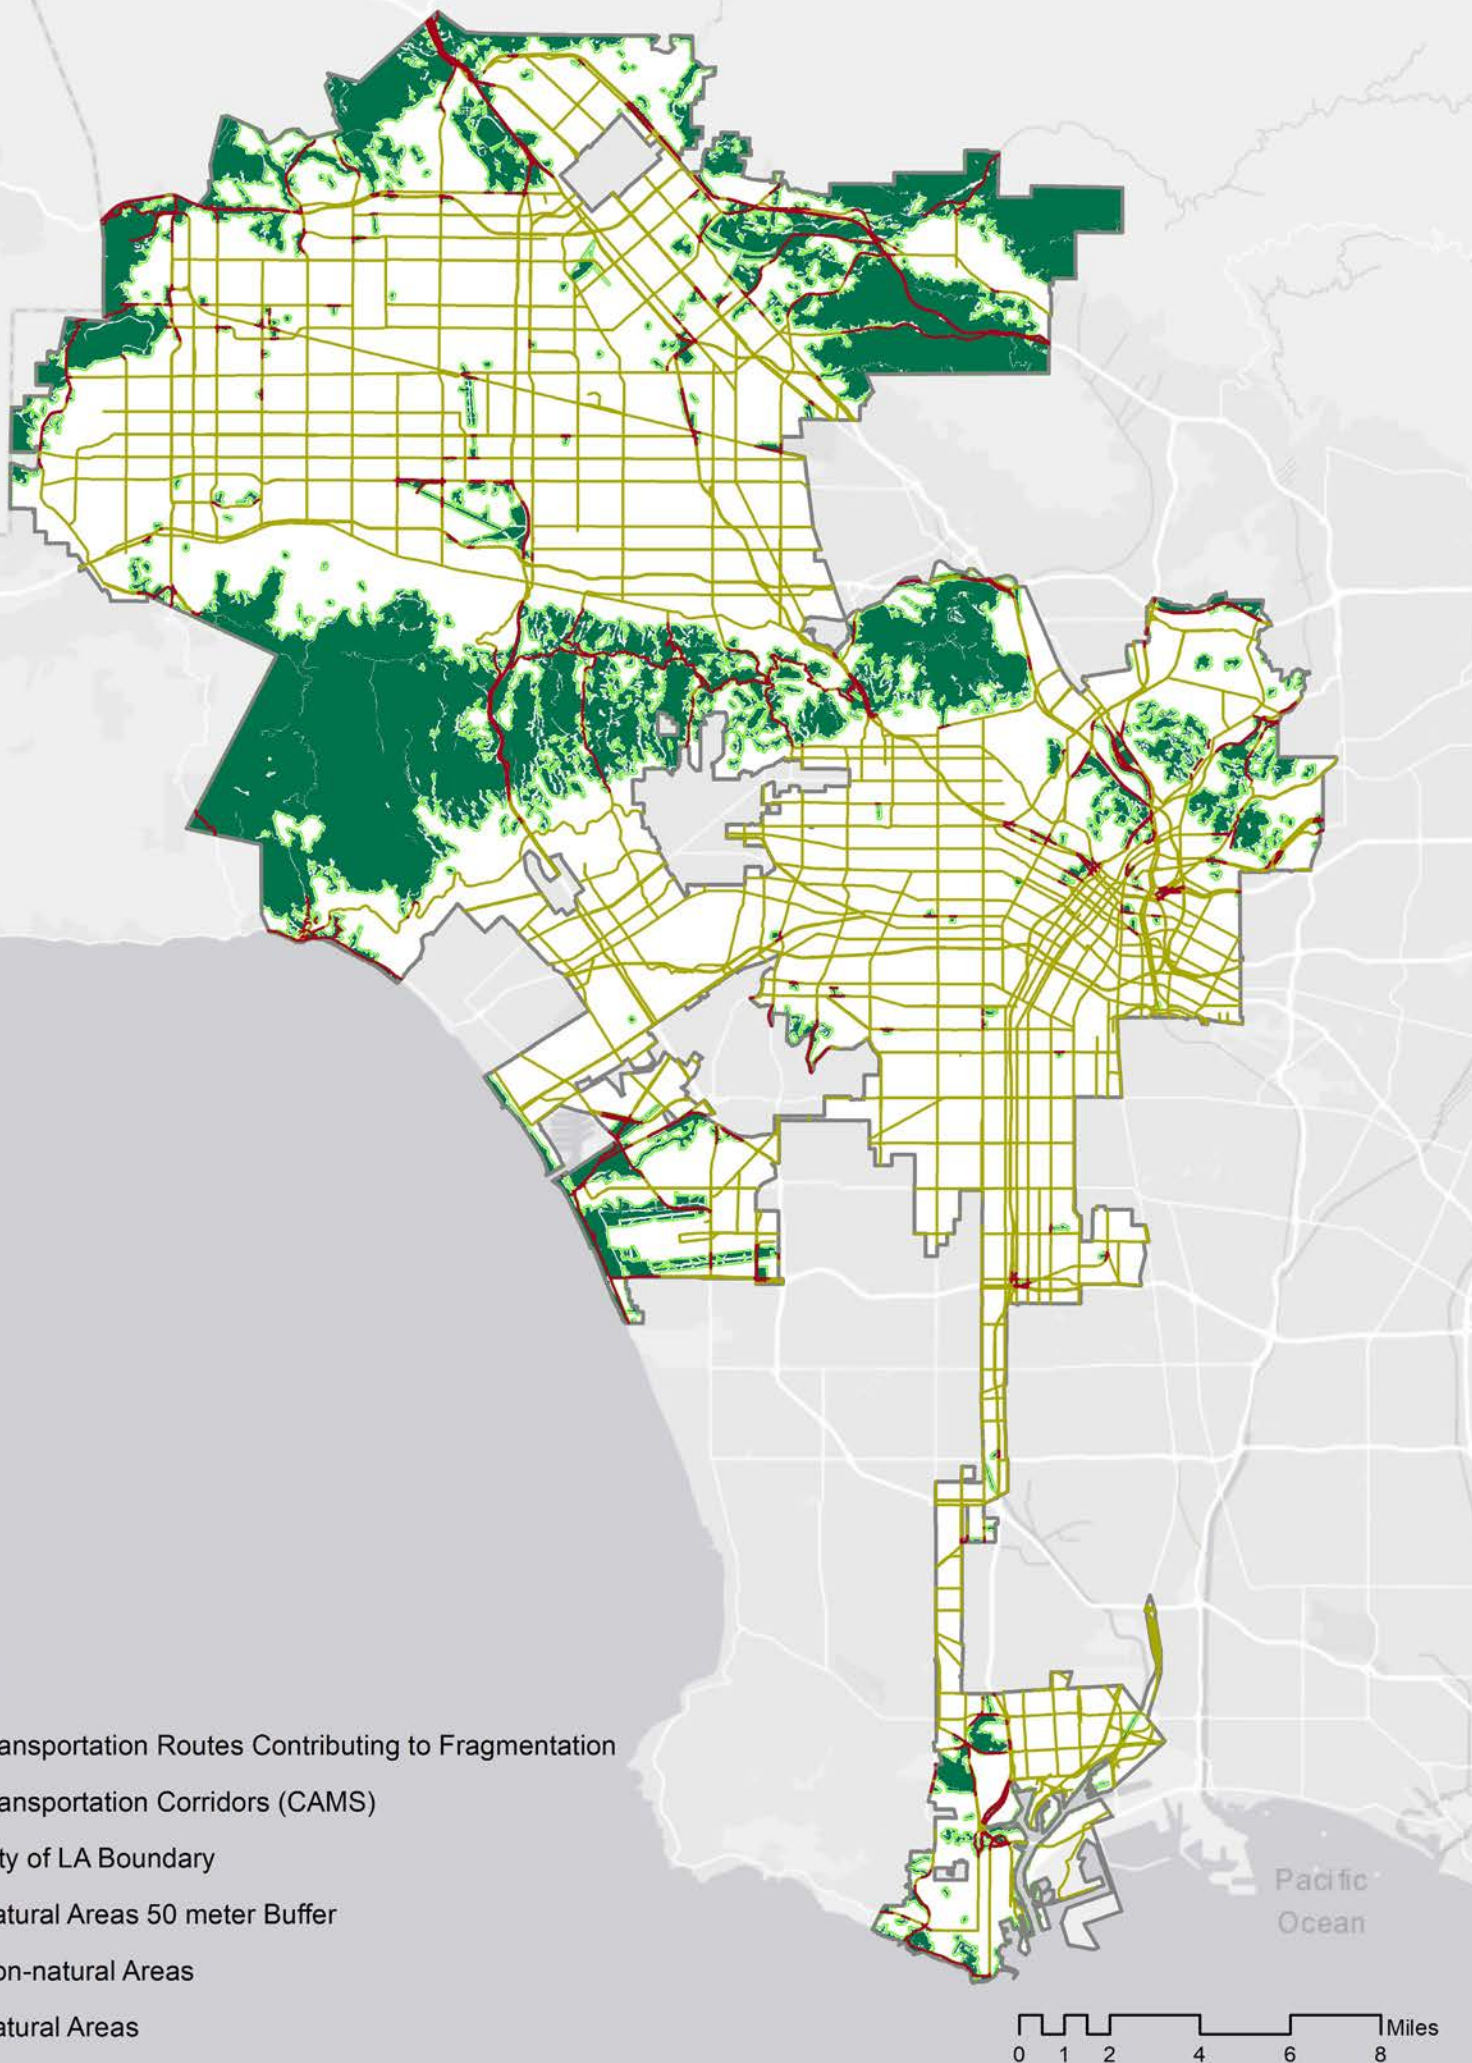 ansportation Routes Contributing to Fragmentation
ansportation Corridors (CAMS)
ty of LA Boundary
atural Areas 50 meter Buffer
on-natural Areas
atural Areas
Pacific
Ocean
Miles
0 1 2 4 6 8